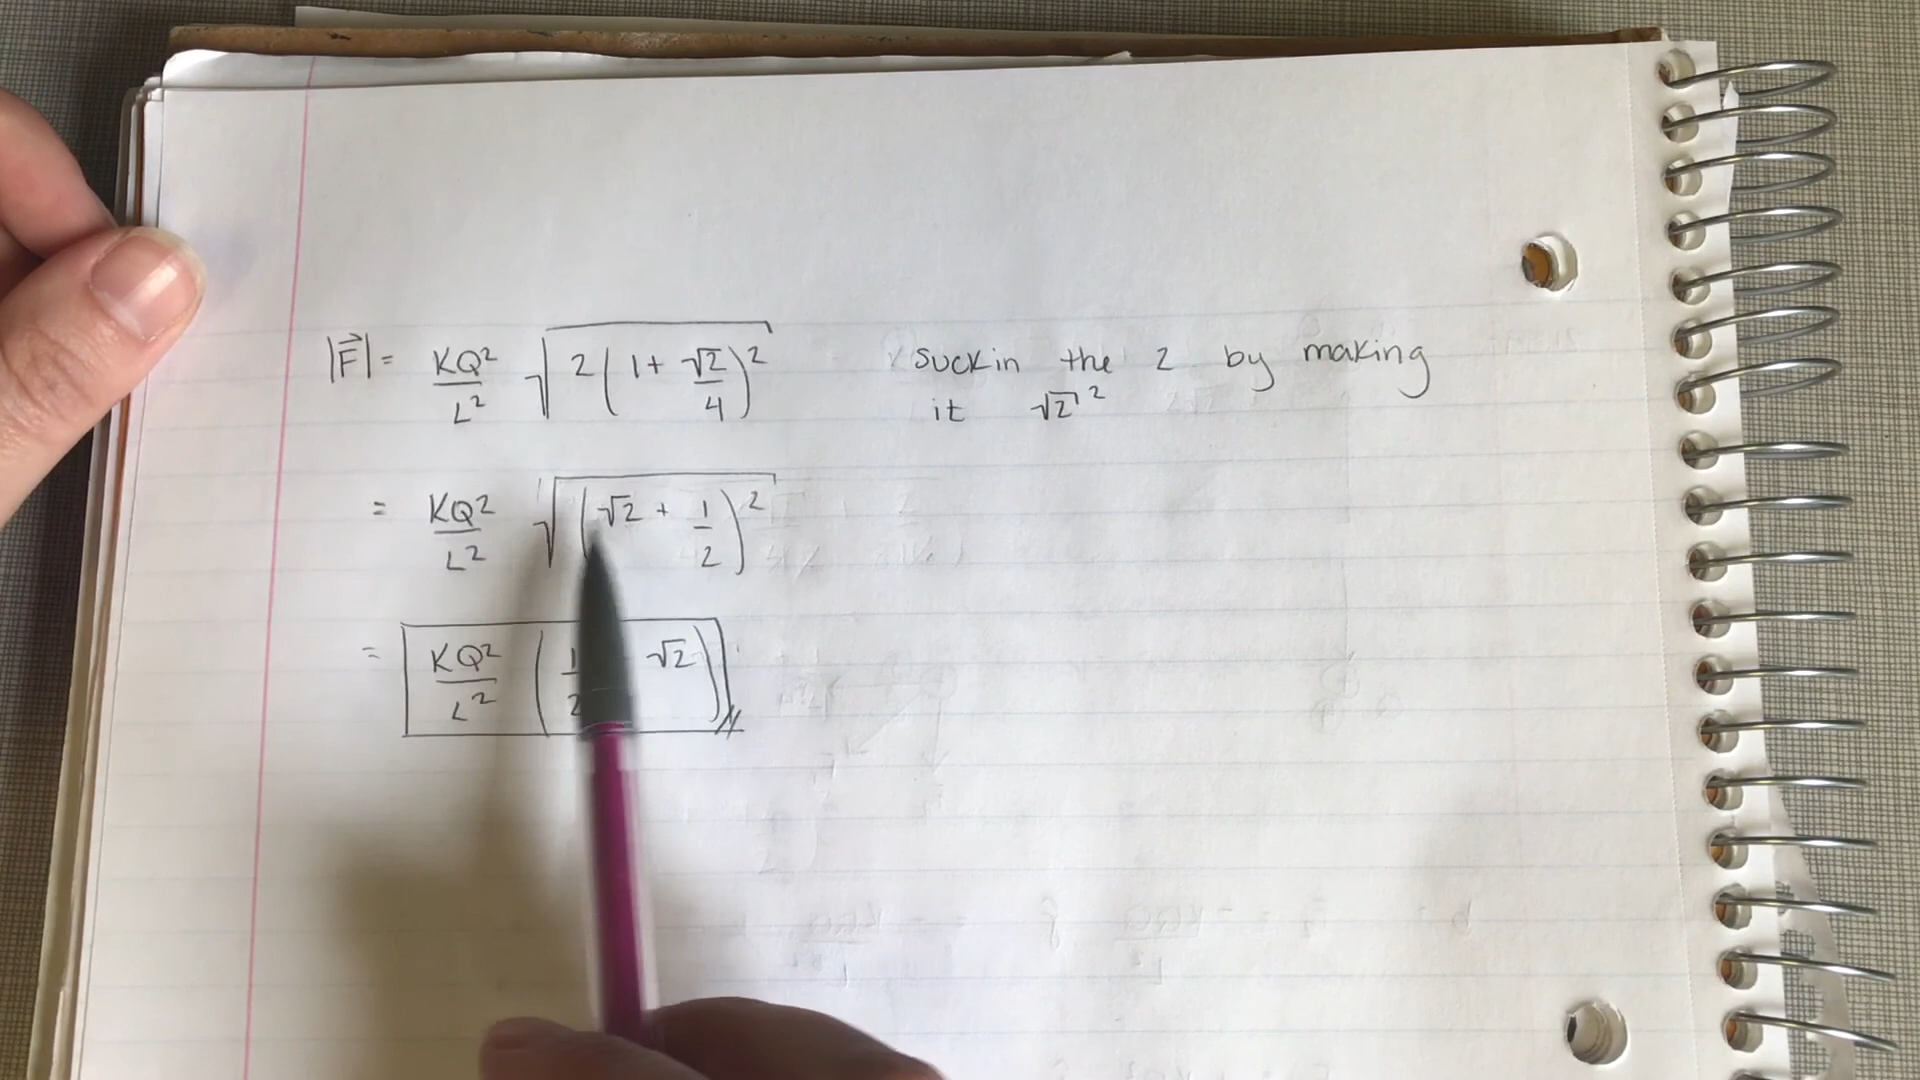 |F⃗| = KQ²/L² √(2(1 + √2/4)²) suck in the 2 by making
it √2²
= KQ²/L² √((√2 + 1/2)²)
= KQ²/L² (1/2 √2)